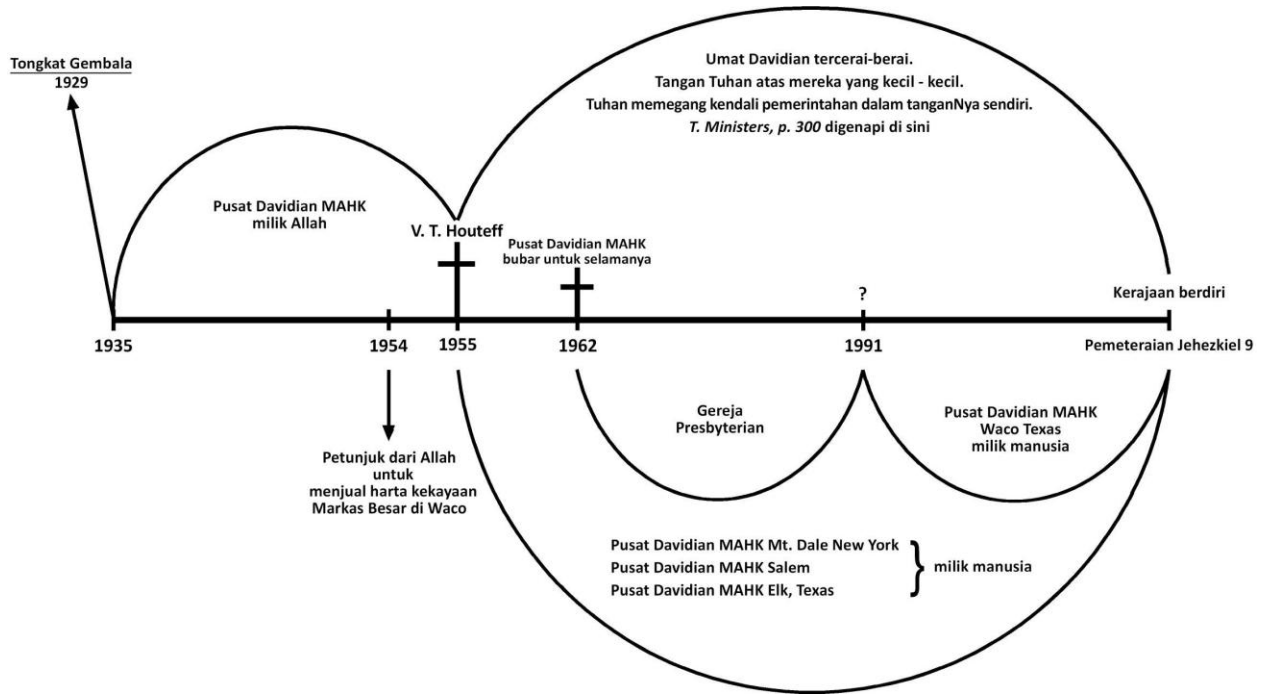 Tongkat Gembala
1929
Umat Davidian tercerai-berai.
Tangan Tuhan atas mereka yang kecil - kecil.
Tuhan memegang kendali pemerintahan dalam tanganNya sendiri.
T. Ministers, p. 300 digenapi di sini
Pusat Davidian MAHK
milik Allah
V. T. Houteff
Pusat Davidian MAHK
bubar untuk selamanya
?
Kerajaan berdiri
1935
1954
1955
1962
1991
Pemeteraian Jehezkiel 9
Petunjuk dari Allah
untuk
menjual harta kekayaan
Markas Besar di Waco
Gereja
Presbyterian
Pusat Davidian MAHK
Waco Texas
milik manusia
Pusat Davidian MAHK Mt. Dale New York
Pusat Davidian MAHK Salem
Pusat Davidian MAHK Elk, Texas
} milik manusia